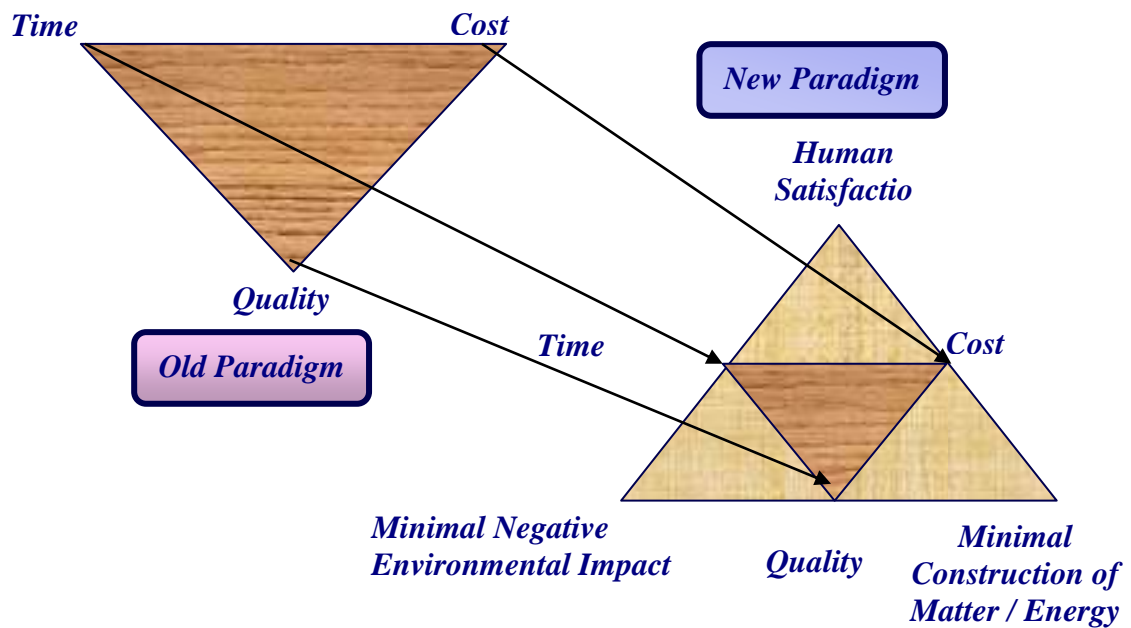 Time
Cost
New Paradigm
Human
Satisfactio
Quality
Old Paradigm
Time
Cost
Minimal Negative
Environmental Impact
Quality
Minimal
Construction of
Matter / Energy